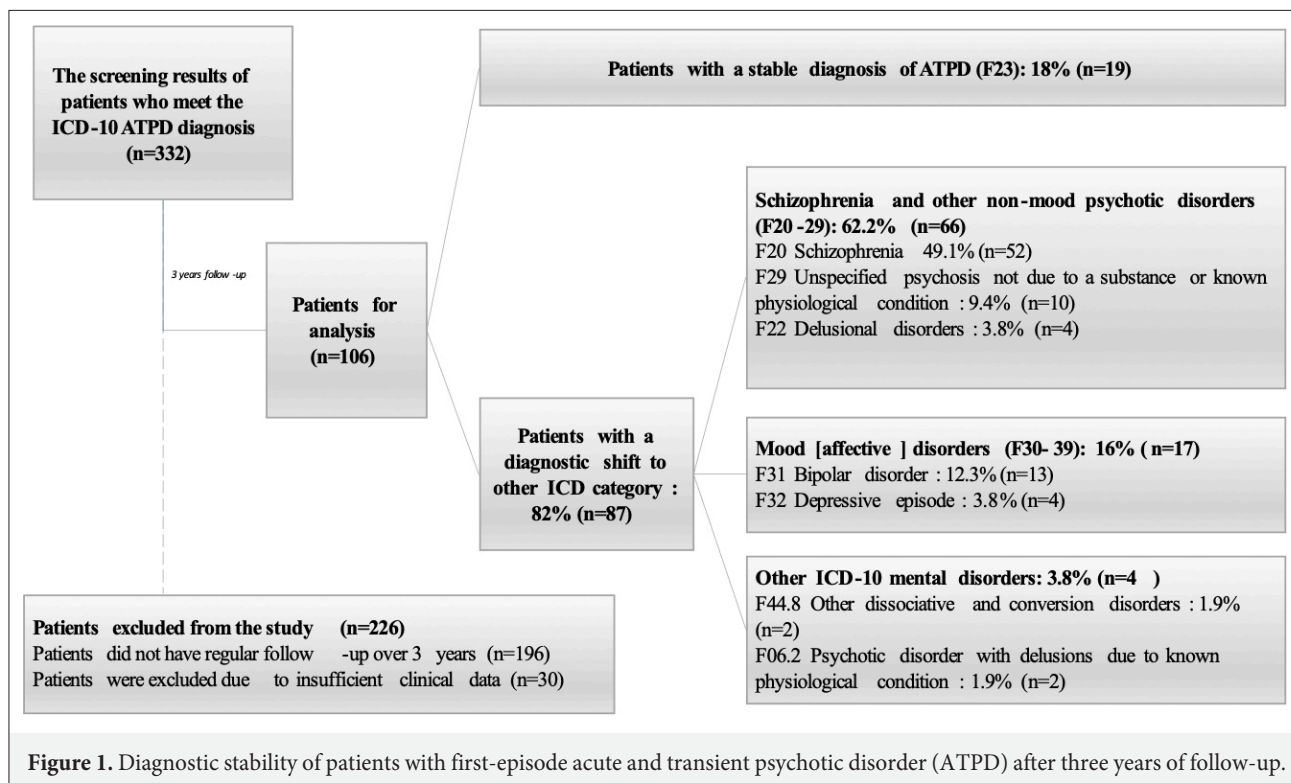 The screening results of
patients who meet the
ICD-10 ATPD diagnosis
(n=332)
Patients with a stable diagnosis of ATPD (F23): 18% (n=19)
3 years follow -up
Patients for
analysis
(n=106)
Patients with a
diagnostic shift to
other ICD category :
82% (n=87)
Schizophrenia and other non-mood psychotic disorders
(F20 -29): 62.2% (n=66)
F20 Schizophrenia 49.1% (n=52)
F29 Unspecified psychosis not due to a substance or known
physiological condition : 9.4% (n=10)
F22 Delusional disorders : 3.8% (n=4)
Mood [affective ] disorders (F30- 39): 16% ( n=17)
F31 Bipolar disorder : 12.3% (n=13)
F32 Depressive episode : 3.8% (n=4)
Other ICD-10 mental disorders: 3.8% (n=4 )
F44.8 Other dissociative and conversion disorders : 1.9%
(n=2)
F06.2 Psychotic disorder with delusions due to known
physiological condition : 1.9% (n=2)
Patients excluded from the study (n=226)
Patients did not have regular follow -up over 3 years (n=196)
Patients were excluded due to insufficient clinical data (n=30)
Figure 1. Diagnostic stability of patients with first-episode acute and transient psychotic disorder (ATPD) after three years of follow-up.